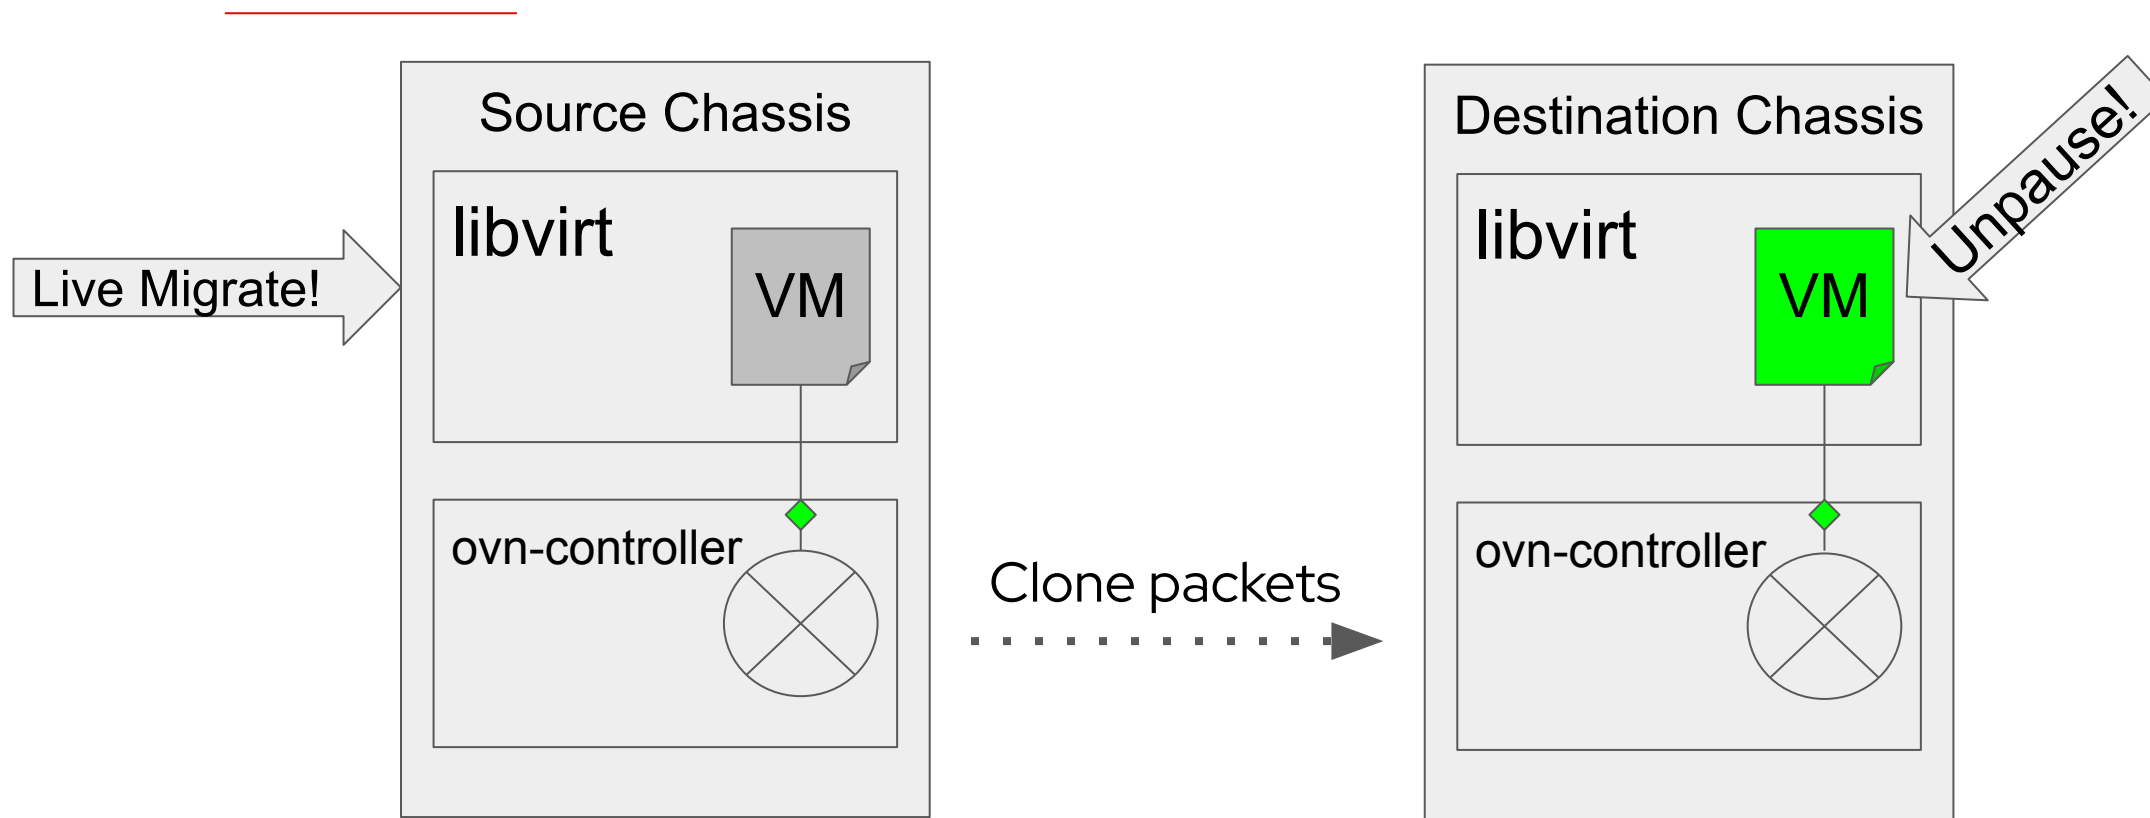 Source Chassis
libvirt
VM
Live Migrate!
ovn-controller
Clone packets
Destination Chassis
libvirt
VM
Unpause!
ovn-controller